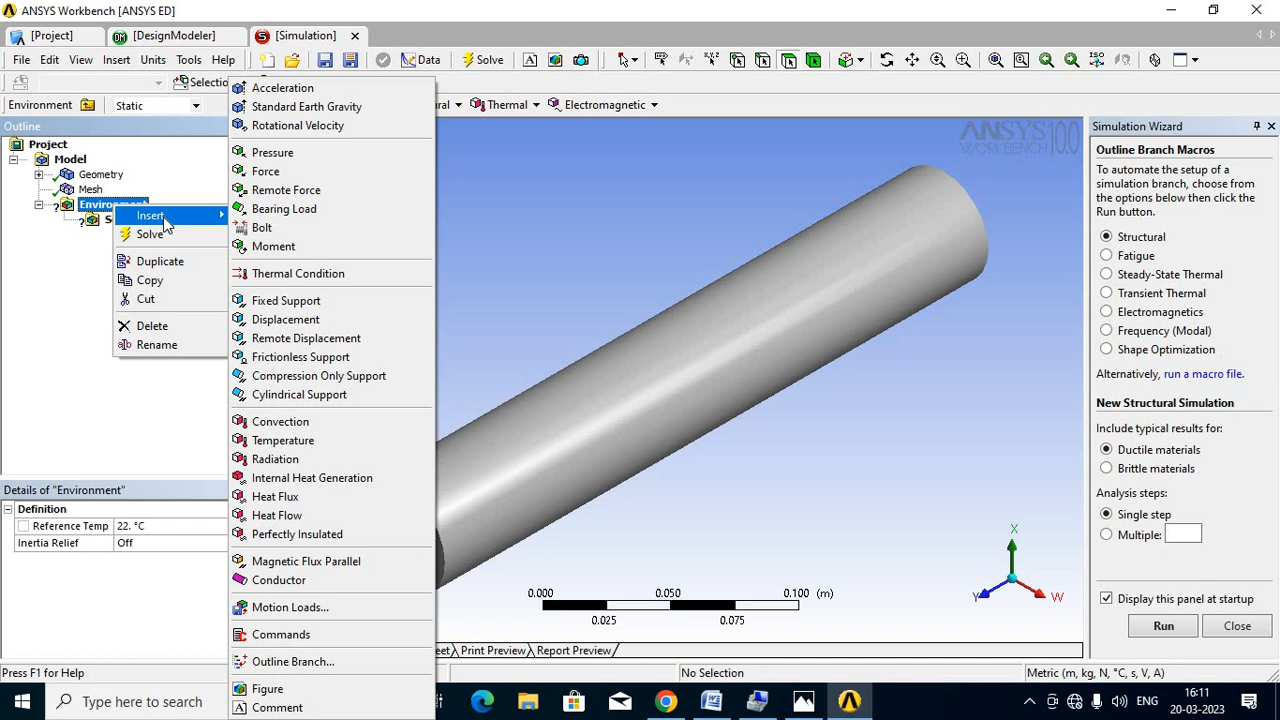 ANSYS Workbench [ANSYS ED]
[Project]
[DesignModeler]
[Simulation]
File Edit View Insert Units Tools Help
Data
Solve
Selectio
Environment
Static
ral
Thermal
Electromagnetic
Outline
Project
Model
Geometry
Mesh
Environment
S
Insert
Solve
Duplicate
Copy
Cut
Delete
Rename
Acceleration
Standard Earth Gravity
Rotational Velocity
Pressure
Force
Remote Force
Bearing Load
Bolt
Moment
Thermal Condition
Fixed Support
Displacement
Remote Displacement
Frictionless Support
Compression Only Support
Cylindrical Support
Convection
Temperature
Radiation
Internal Heat Generation
Heat Flux
Heat Flow
Perfectly Insulated
Magnetic Flux Parallel
Conductor
Motion Loads...
Commands
Outline Branch...
Figure
Comment
Details of "Environment"
Definition
Reference Temp 22. °C
Inertia Relief Off
ANSYS
WORKBENCH 10.0
0.000 0.050 0.100 (m)
0.025 0.075
X
Y
W
eet Print Preview Report Preview
Simulation Wizard
Outline Branch Macros
To automate the setup of a
simulation branch, choose from
the options below then click the
Run button.
Structural
Fatigue
Steady-State Thermal
Transient Thermal
Electromagnetics
Frequency (Modal)
Shape Optimization
Alternatively, run a macro file.
New Structural Simulation
Include typical results for:
Ductile materials
Brittle materials
Analysis steps:
Single step
Multiple:
Display this panel at startup
Run Close
Press F1 for Help
No Selection
Metric (m, kg, N, °C, s, V, A)
Type here to search
ENG
16:11
20-03-2023